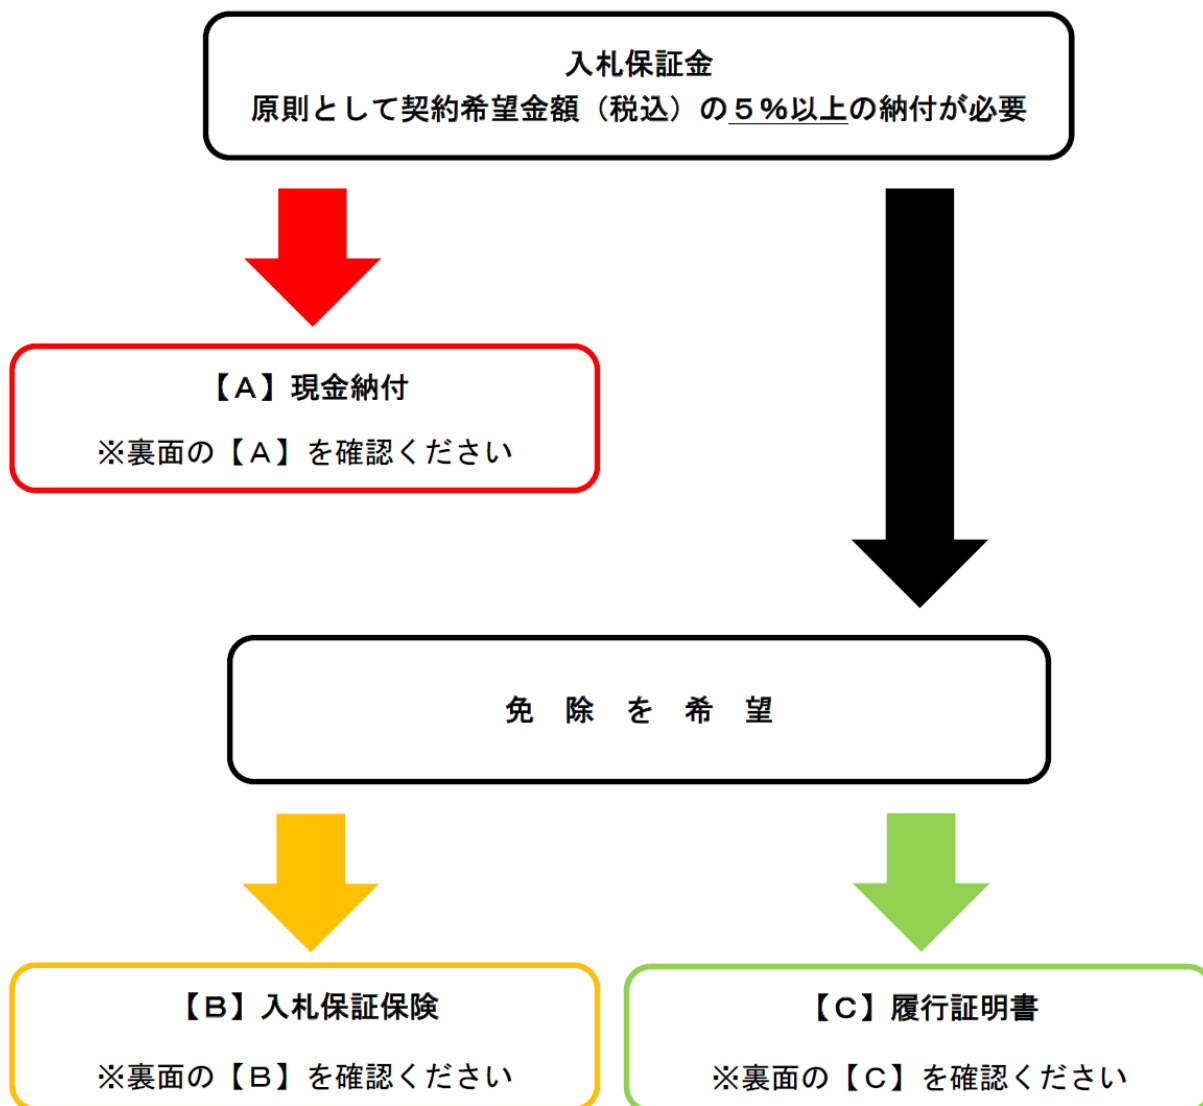 入札保証金
原則として契約希望金額（税込）の５％以上の納付が必要
【Ａ】現金納付
※裏面の【Ａ】を確認ください
免　除　を　希　望
【Ｂ】入札保証保険
※裏面の【Ｂ】を確認ください
【Ｃ】履行証明書
※裏面の【Ｃ】を確認ください